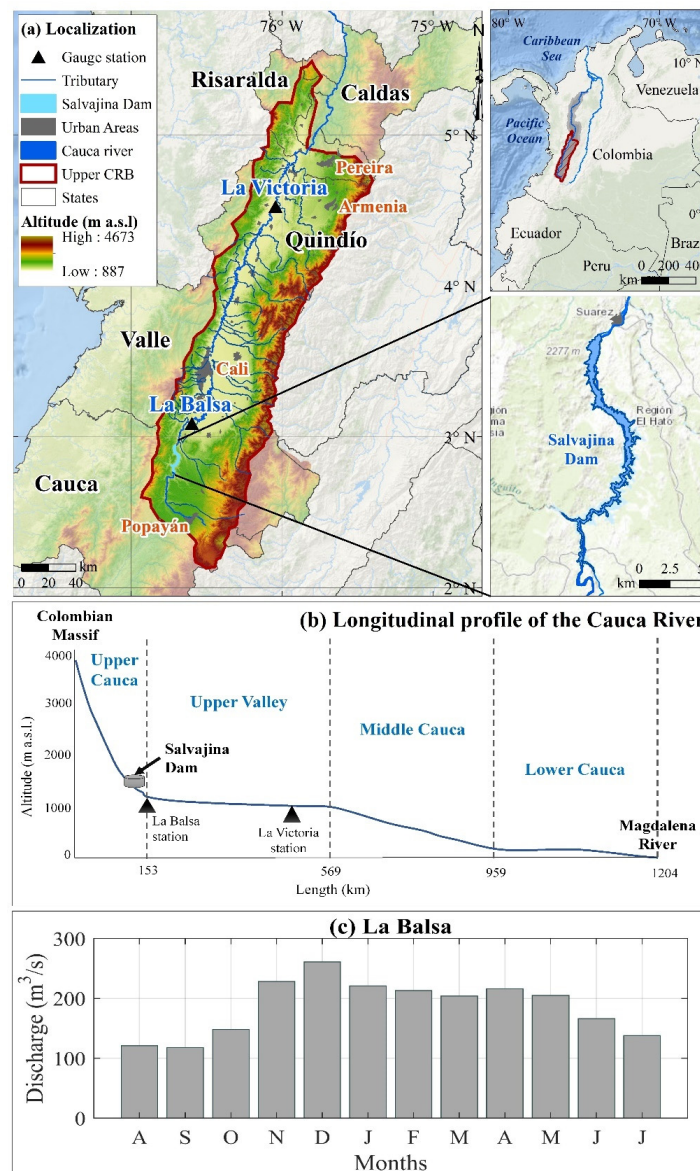 (a) Localization
Gauge station
Tributary
Salvajina Dam
Urban Areas
Cauca river
Upper CRB
States
Altitude (m a.s.l)
High : 4673
Low : 887
76° W
75° W
5° N
4° N
3° N
2° N
Risaralda
Caldas
Pereira
La Victoria
Armenia
Quindío
Valle
Cali
La Balsa
Cauca
Popayán
0 20 40
km
80° W
70° W
Caribbean
Sea
10° N
Venezuela
Pacific
Ocean
Colombia
0°
Ecuador
Braz
Peru
0 200 40
km
Suarez
2277 m
Región
El Hato
Salvajina
Dam
0 2.5
km
(b) Longitudinal profile of the Cauca River
Colombian
Massif
Altitude (m a.s.l.)
4000
3000
2000
1000
0
Upper
Cauca
Upper Valley
Middle Cauca
Lower Cauca
Salvajina
Dam
La Balsa
station
La Victoria
station
Magdalena
River
153
569
959
1204
Length (km)
(c) La Balsa
Discharge (m³/s)
300
200
100
0
A S O N D J F M A M J J
Months